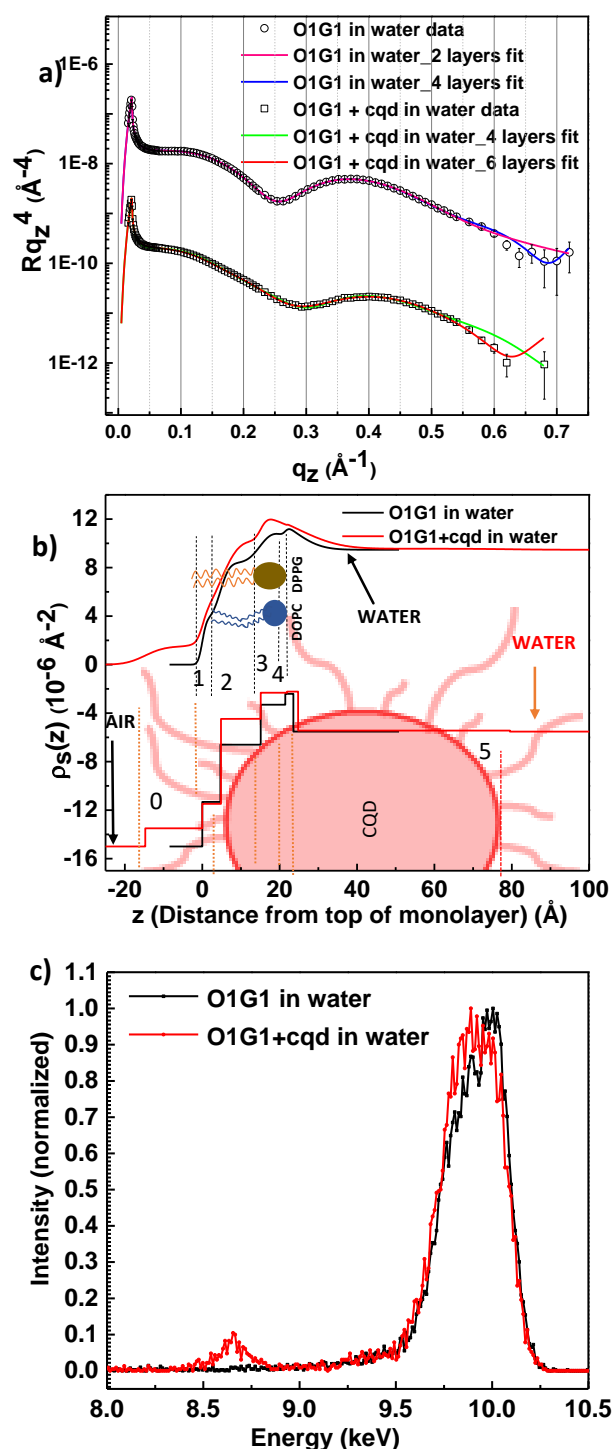 a)
O1G1 in water data
O1G1 in water_2 layers fit
O1G1 in water_4 layers fit
O1G1 + cqd in water data
O1G1 + cqd in water_4 layers fit
O1G1 + cqd in water_6 layers fit
Rqz4 (Å-4)
1E-6
1E-8
1E-10
1E-12
0.0 0.1 0.2 0.3 0.4 0.5 0.6 0.7
qz (Å-1)
b)
O1G1 in water
O1G1+cqd in water
ρs(z) (10-6 Å-2)
12
8
4
0
-4
-8
-12
-16
DPPG
DOPC
WATER
WATER
AIR
0
1
2
3
4
5
CQD
-20 0 20 40 60 80 100
z (Distance from top of monolayer) (Å)
c)
O1G1 in water
O1G1+cqd in water
Intensity (normalized)
1.0
0.9
0.8
0.7
0.6
0.5
0.4
0.3
0.2
0.1
0.0
8.0 8.5 9.0 9.5 10.0 10.5
Energy (keV)